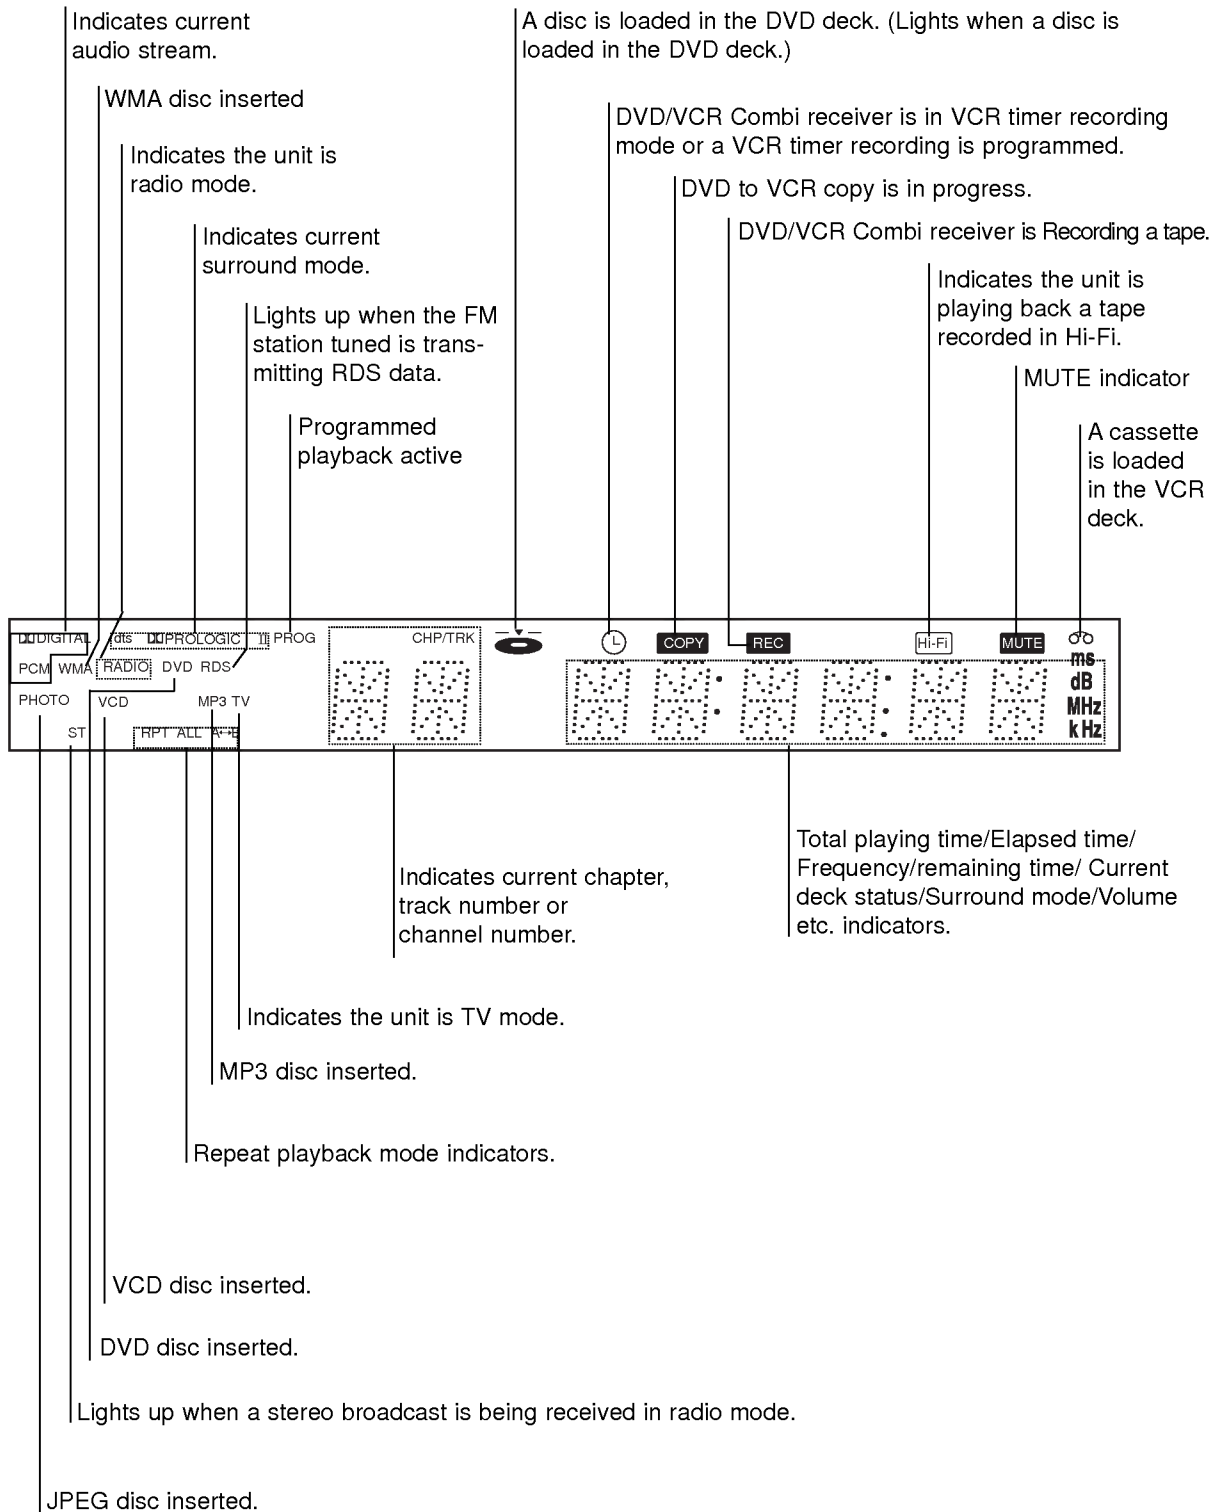 Indicates current
audio stream.
WMA disc inserted
Indicates the unit is
radio mode.
Indicates current
surround mode.
Lights up when the FM
station tuned is trans-
mitting RDS data.
Programmed
playback active
A disc is loaded in the DVD deck. (Lights when a disc is
loaded in the DVD deck.)
DVD/VCR Combi receiver is in VCR timer recording
mode or a VCR timer recording is programmed.
DVD to VCR copy is in progress.
DVD/VCR Combi receiver is Recording a tape.
Indicates the unit is
playing back a tape
recorded in Hi-Fi.
MUTE indicator
A cassette
is loaded
in the VCR
deck.
DIGITAL dts PROLOGIC II PROG CHP/TRK COPY REC Hi-Fi MUTE
PCM WMA RADIO DVD RDS ms
dB
PHOTO VCD MP3 TV MHz
ST RPT ALL A↔B kHz
Total playing time/Elapsed time/
Frequency/remaining time/ Current
deck status/Surround mode/Volume
etc. indicators.
Indicates current chapter,
track number or
channel number.
Indicates the unit is TV mode.
MP3 disc inserted.
Repeat playback mode indicators.
VCD disc inserted.
DVD disc inserted.
Lights up when a stereo broadcast is being received in radio mode.
JPEG disc inserted.